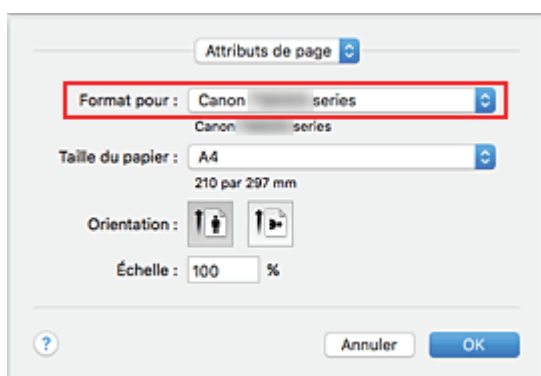 Attributs de page
Format pour : Canon series
Canon series
Taille du papier : A4
210 par 297 mm
Orientation :
Échelle : 100 %
? Annuler OK